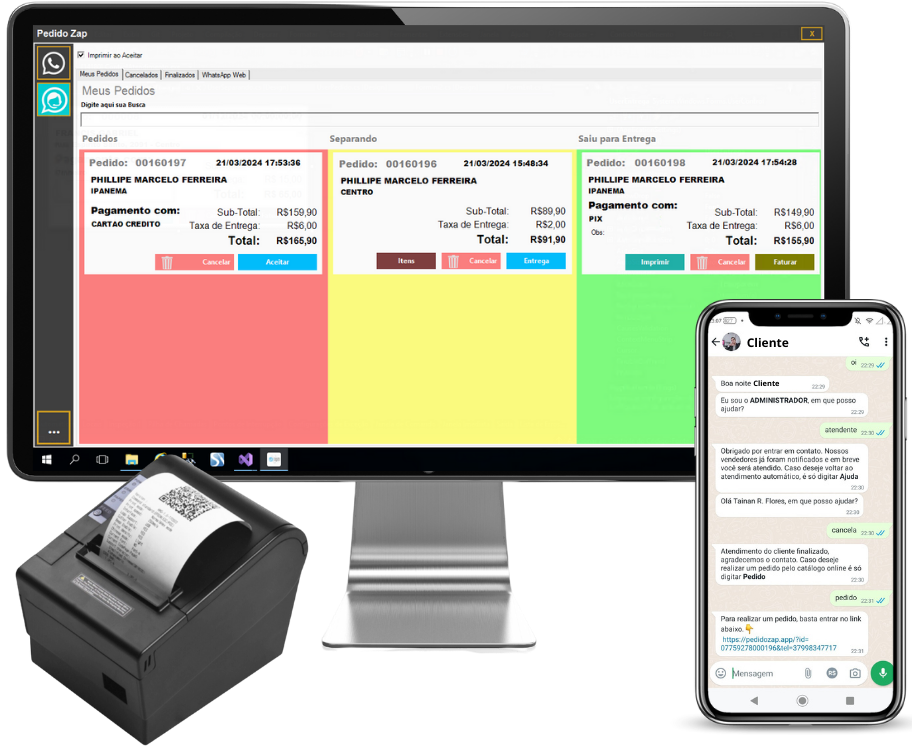 Pedido Zap
X
Imprimir ao Aceitar
Meus Pedidos
Cancelados
Finalizados
WhatsApp Web
Meus Pedidos
Digite aqui sua Busca
Pedidos
Pedido: 00160197
21/03/2024 17:53:36
PHILLIPE MARCELO FERREIRA
IPANEMA
Pagamento com:
CARTAO CREDITO
Sub-Total: R$159,90
Taxa de Entrega: R$6,00
Total: R$165,90
Cancelar
Aceitar
Separando
Pedido: 00160196
21/03/2024 15:48:34
PHILLIPE MARCELO FERREIRA
CENTRO
Sub-Total: R$89,90
Taxa de Entrega: R$2,00
Total: R$91,90
Itens
Cancelar
Entrega
Saiu para Entrega
Pedido: 00160198
21/03/2024 17:54:28
PHILLIPE MARCELO FERREIRA
IPANEMA
Pagamento com:
PIX
Obs:
Sub-Total: R$149,90
Taxa de Entrega: R$6,00
Total: R$155,90
Imprimir
Cancelar
Faturar
...
Cliente
oi
22:29
Boa noite Cliente
22:29
Eu sou o ADMINISTRADOR, em que posso
ajudar?
22:29
atendente
22:30
Obrigado por entrar em contato. Nossos
vendedores já foram notificados e em breve
você será atendido. Caso deseje voltar ao
atendimento automático, é só digitar Ajuda
22:30
Olá Tainan R. Flores, em que posso ajudar?
22:30
cancela
22:30
Atendimento do cliente finalizado,
agradecemos o contato. Caso deseje
realizar um pedido pelo catálogo online é só
digitar Pedido
22:30
pedido
22:31
Para realizar um pedido, basta entrar no link
abaixo.👇
https://pedidozap.app/?id=
07759278000196&tel=37998347717
22:31
Mensagem
R$